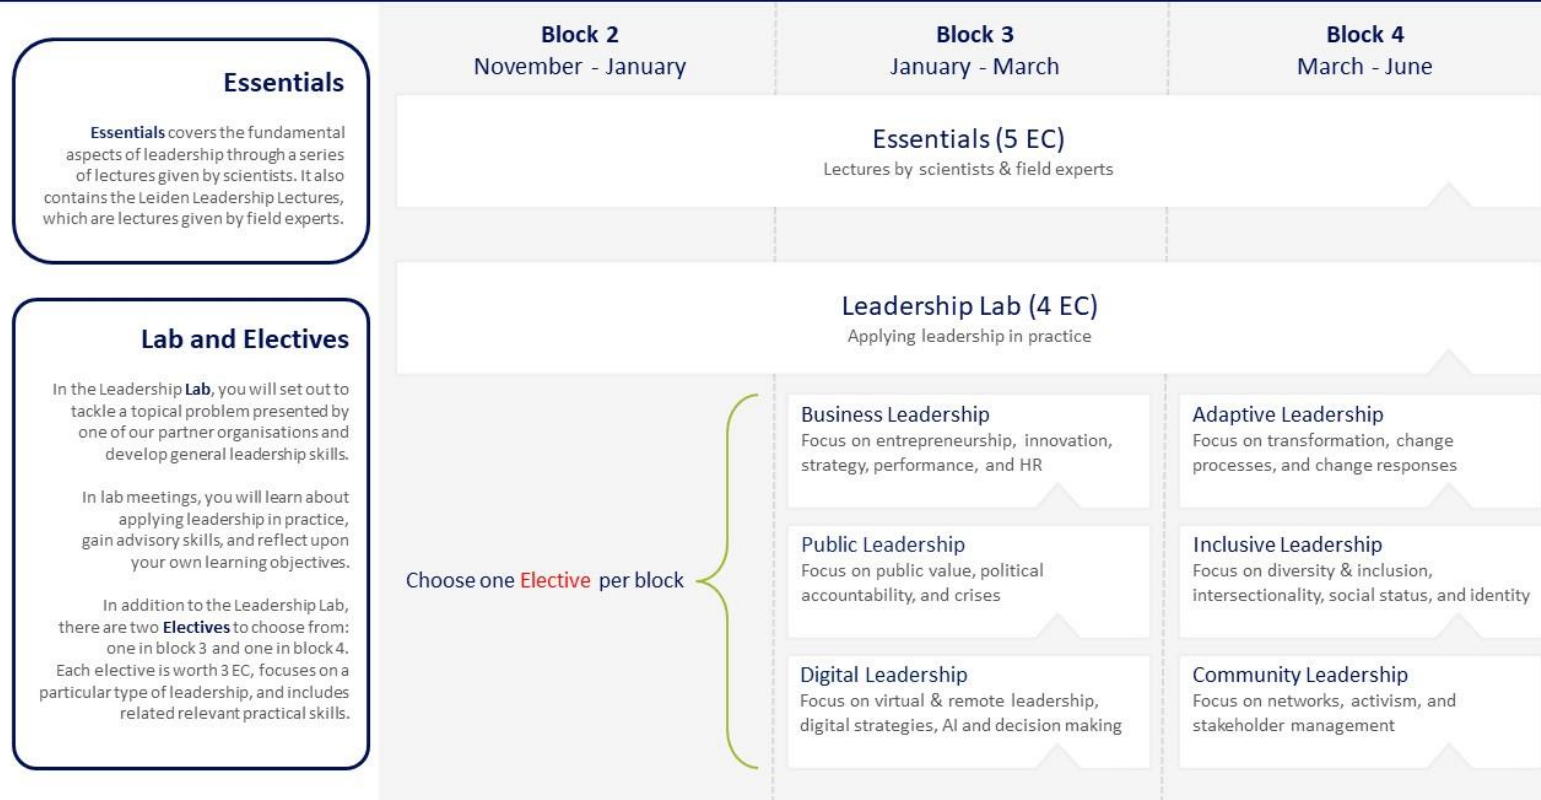 Essentials
Essentials covers the fundamental
aspects of leadership through a series
of lectures given by scientists. It also
contains the Leiden Leadership Lectures,
which are lectures given by field experts.
Lab and Electives
In the Leadership Lab, you will set out to
tackle a topical problem presented by
one of our partner organisations and
develop general leadership skills.
In lab meetings, you will learn about
applying leadership in practice,
gain advisory skills, and reflect upon
your own learning objectives.
In addition to the Leadership Lab,
there are two Electives to choose from:
one in block 3 and one in block 4.
Each elective is worth 3 EC, focuses on a
particular type of leadership, and includes
related relevant practical skills.
Block 2
November - January
Block 3
January - March
Block 4
March - June
Essentials (5 EC)
Lectures by scientists & field experts
Leadership Lab (4 EC)
Applying leadership in practice
Choose one Elective per block
Business Leadership
Focus on entrepreneurship, innovation,
strategy, performance, and HR
Public Leadership
Focus on public value, political
accountability, and crises
Digital Leadership
Focus on virtual & remote leadership,
digital strategies, AI and decision making
Adaptive Leadership
Focus on transformation, change
processes, and change responses
Inclusive Leadership
Focus on diversity & inclusion,
intersectionality, social status, and identity
Community Leadership
Focus on networks, activism, and
stakeholder management